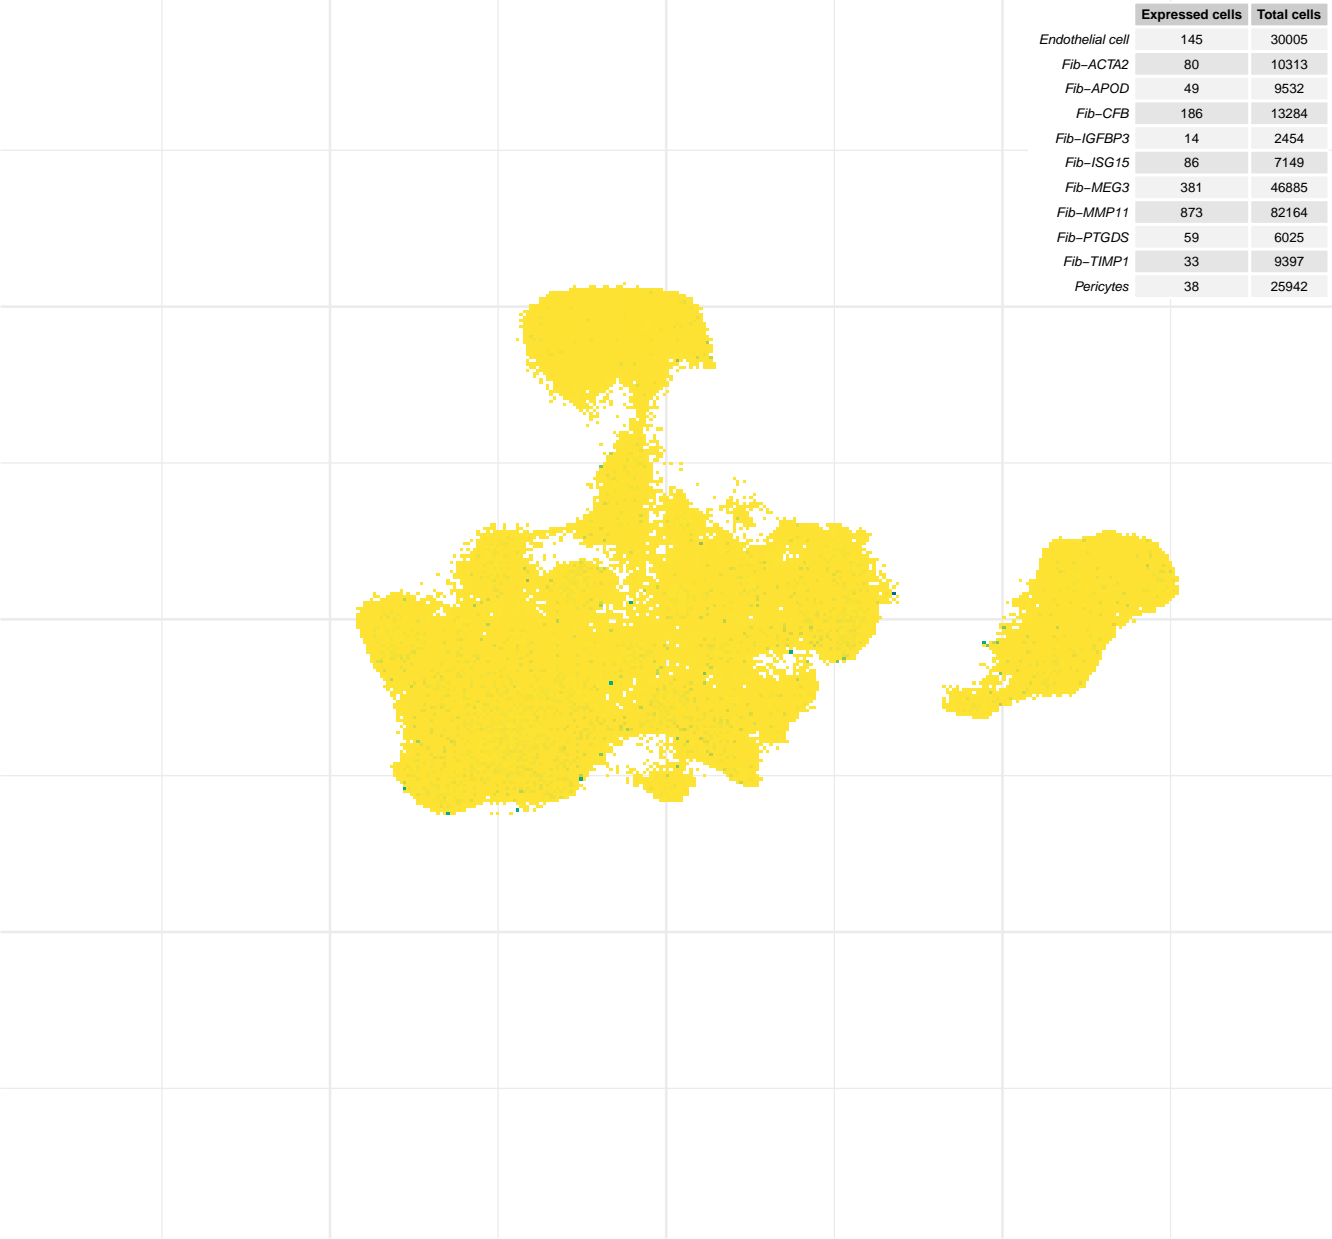 Expressed cells Total cells
Endothelial cell 145 30005
Fib−ACTA2 80 10313
Fib−APOD 49 9532
Fib−CFB 186 13284
Fib−IGFBP3 14 2454
Fib−ISG15 86 7149
Fib−MEG3 381 46885
Fib−MMP11 873 82164
Fib−PTGDS 59 6025
Fib−TIMP1 33 9397
Pericytes 38 25942